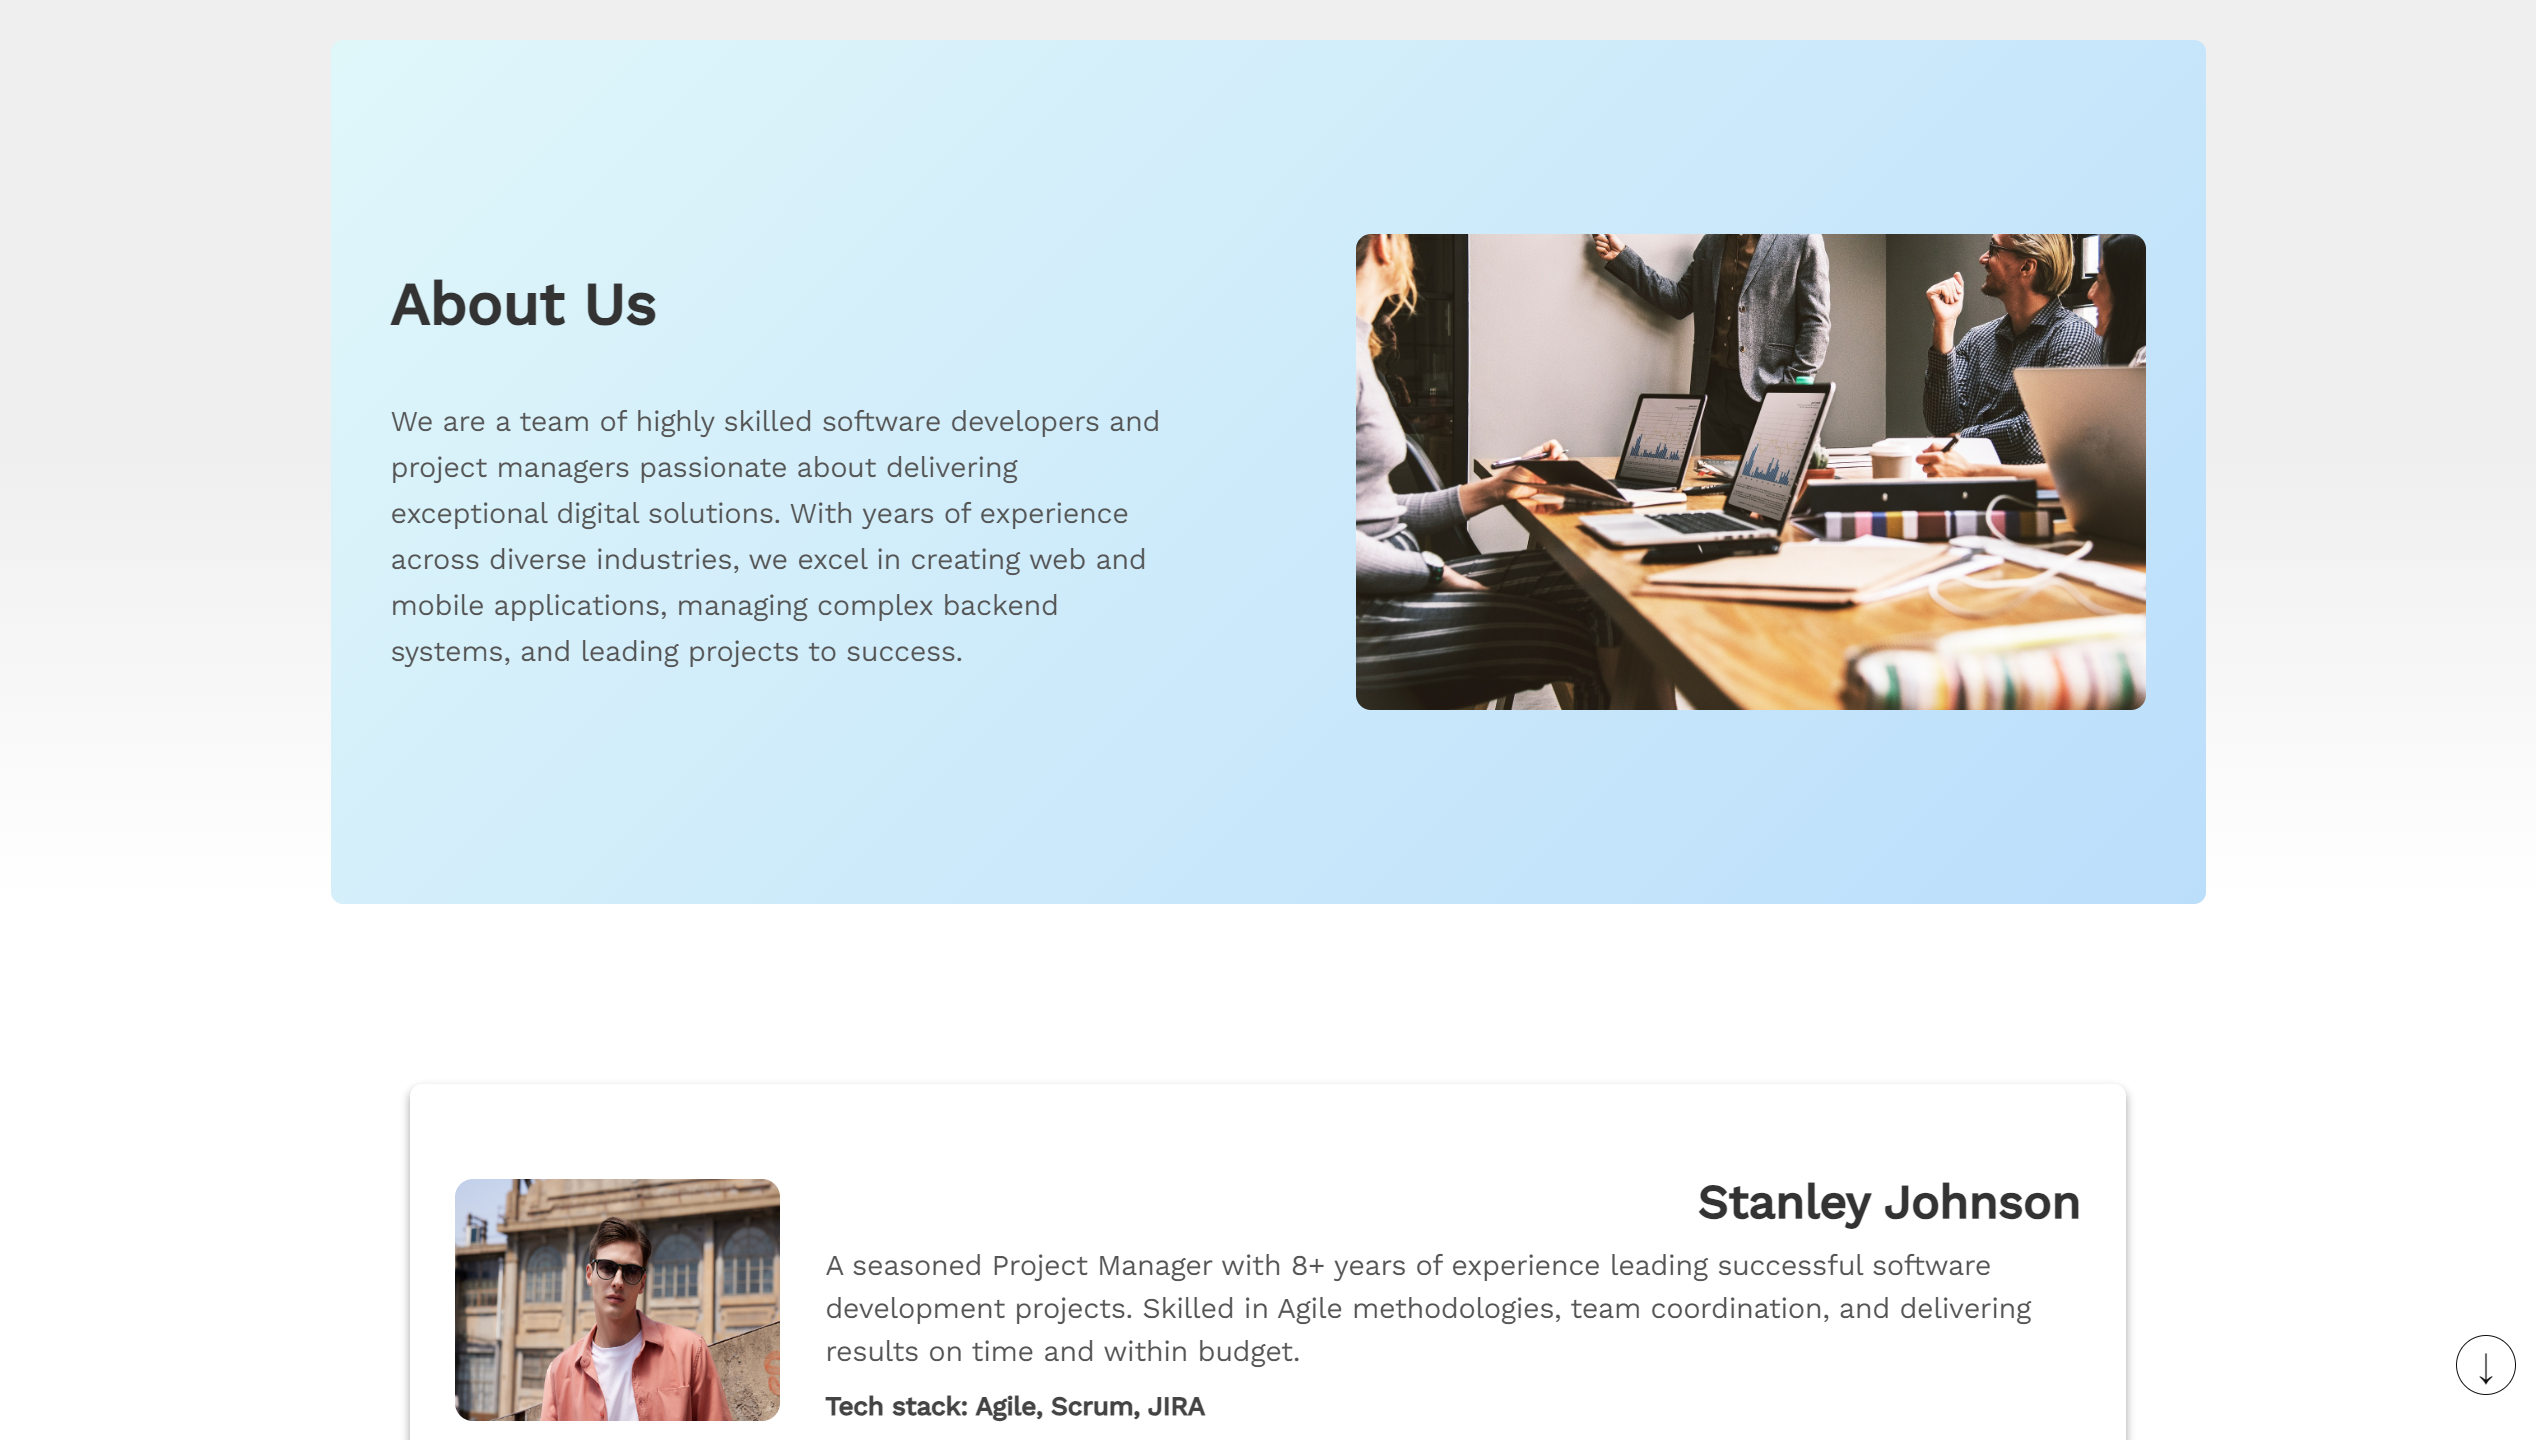 About Us
We are a team of highly skilled software developers and
project managers passionate about delivering
exceptional digital solutions. With years of experience
across diverse industries, we excel in creating web and
mobile applications, managing complex backend
systems, and leading projects to success.
Stanley Johnson
A seasoned Project Manager with 8+ years of experience leading successful software
development projects. Skilled in Agile methodologies, team coordination, and delivering
results on time and within budget.
Tech stack: Agile, Scrum, JIRA